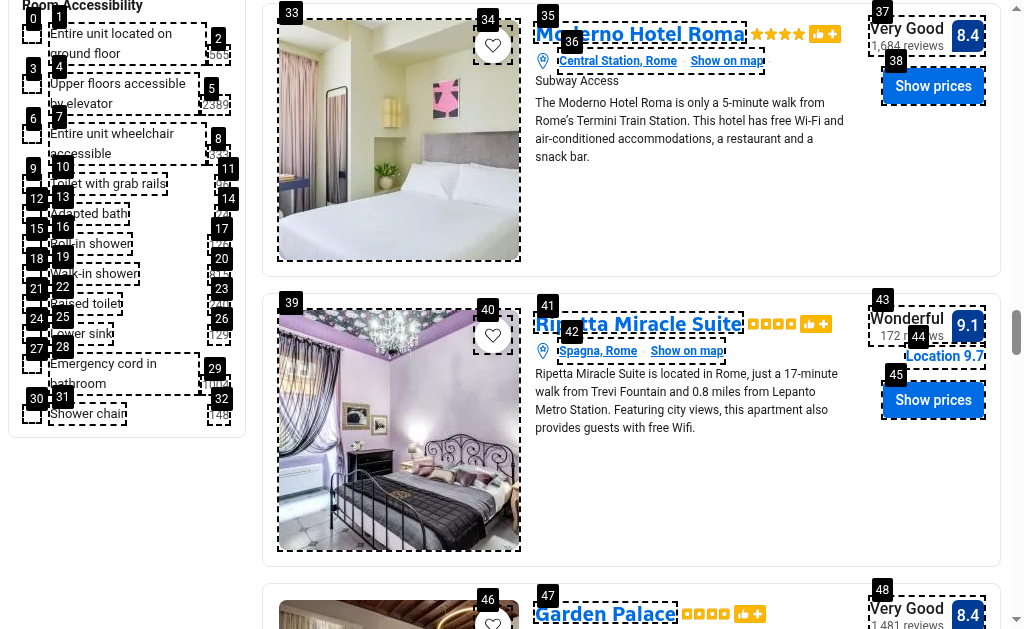 Room Accessibility
0
1
Entire unit located on
ground floor
2
565
3
4
Upper floors accessible
by elevator
5
2389
6
7
Entire unit wheelchair
accessible
8
333
9
10
Toilet with grab rails
11
12
13
Adapted bath
14
15
16
Roll-in shower
17
18
19
Walk-in shower
20
21
22
Raised toilet
23
24
25
Lower sink
26
129
27
28
Emergency cord in
bathroom
29
30
31
Shower chair
32
148
33
34
35
Moderno Hotel Roma
36
Central Station, Rome · Show on map ·
Subway Access
The Moderno Hotel Roma is only a 5-minute walk from
Rome's Termini Train Station. This hotel has free Wi-Fi and
air-conditioned accommodations, a restaurant and a
snack bar.
37
Very Good
1,684 reviews
8.4
38
Show prices
39
40
41
Ripetta Miracle Suite
42
Spagna, Rome · Show on map
Ripetta Miracle Suite is located in Rome, just a 17-minute
walk from Trevi Fountain and 0.8 miles from Lepanto
Metro Station. Featuring city views, this apartment also
provides guests with free Wifi.
43
Wonderful
172 reviews
9.1
44
Location 9.7
45
Show prices
46
47
Garden Palace
48
Very Good
1,481 reviews
8.4